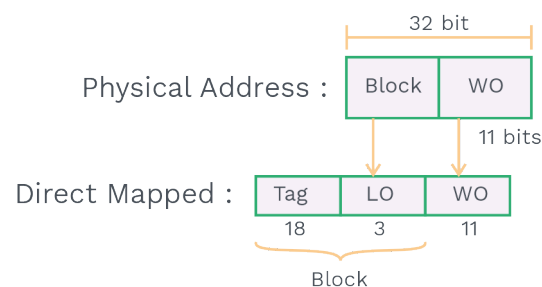 32 bit
Physical Address :
Block
WO
11 bits
Direct Mapped :
Tag
LO
WO
18
3
11
Block